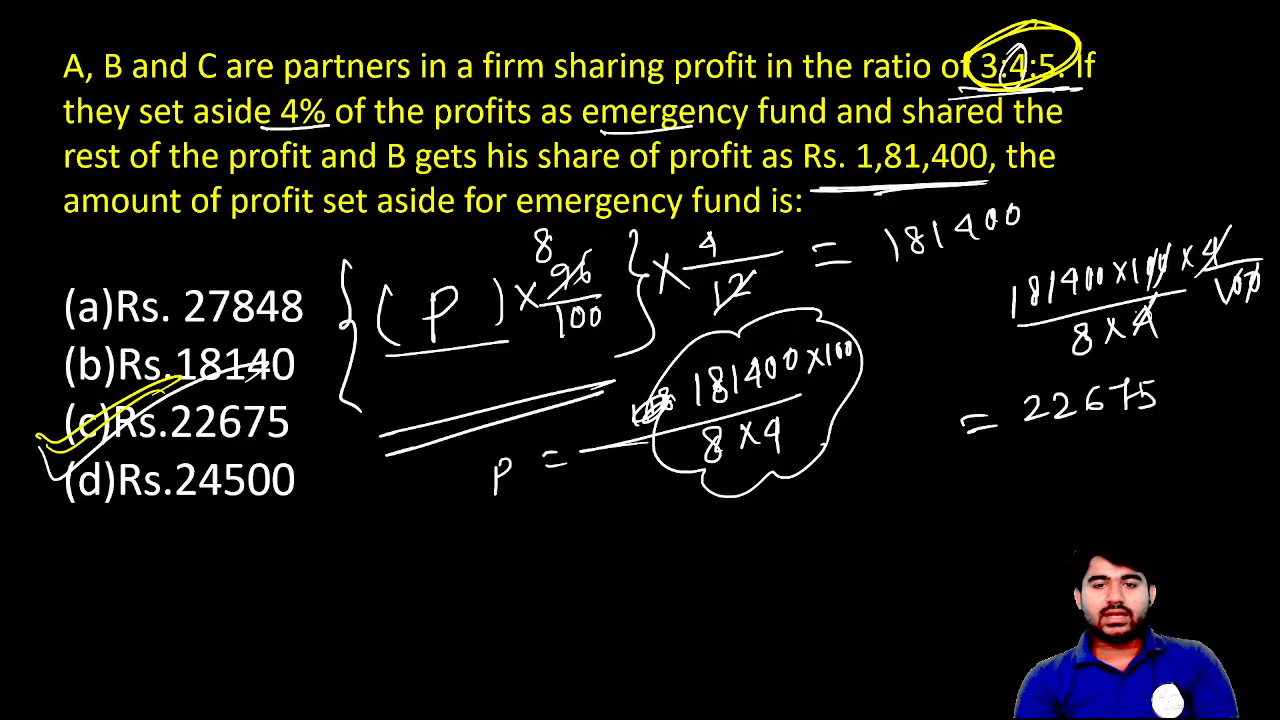 A, B and C are partners in a firm sharing profit in the ratio of 3:4:5. If
they set aside 4% of the profits as emergency fund and shared the
rest of the profit and B gets his share of profit as Rs. 1,81,400, the
amount of profit set aside for emergency fund is:
(a)Rs. 27848
(b)Rs.18140
(c)Rs.22675
(d)Rs.24500
8
{ (P) × 96/100 } × 4/12 = 181400
P = 181400×100 / 8×4
181400×100 × 4 / 8×4 100
= 22675